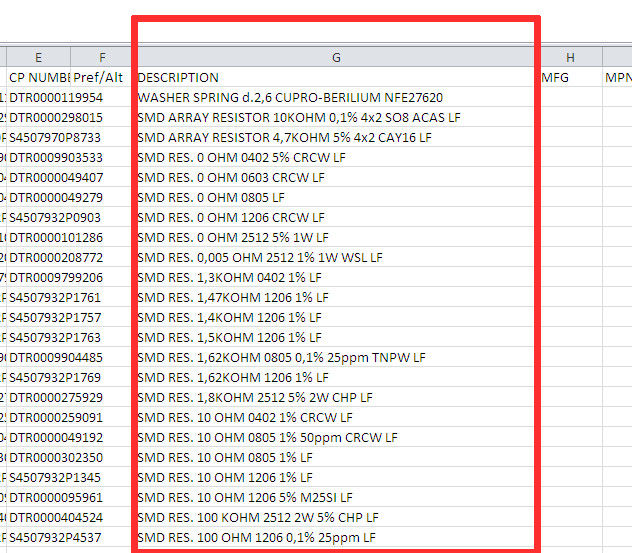 E F G H
CP NUMBE Pref/Alt DESCRIPTION MFG MPN
DTR0000119954 WASHER SPRING d.2,6 CUPRO-BERILIUM NFE27620
DTR0000298015 SMD ARRAY RESISTOR 10KOHM 0,1% 4x2 SO8 ACAS LF
S4507970P8733 SMD ARRAY RESISTOR 4,7KOHM 5% 4x2 CAY16 LF
DTR0009903533 SMD RES. 0 OHM 0402 5% CRCW LF
DTR0000049407 SMD RES. 0 OHM 0603 CRCW LF
DTR0000049279 SMD RES. 0 OHM 0805 LF
S4507932P0903 SMD RES. 0 OHM 1206 CRCW LF
DTR0000101286 SMD RES. 0 OHM 2512 5% 1W LF
DTR0000208772 SMD RES. 0,005 OHM 2512 1% 1W WSL LF
DTR0009799206 SMD RES. 1,3KOHM 0402 1% LF
S4507932P1761 SMD RES. 1,47KOHM 1206 1% LF
S4507932P1757 SMD RES. 1,4KOHM 1206 1% LF
S4507932P1763 SMD RES. 1,5KOHM 1206 1% LF
DTR0009904485 SMD RES. 1,62KOHM 0805 0,1% 25ppm TNPW LF
S4507932P1769 SMD RES. 1,62KOHM 1206 1% LF
DTR0000275929 SMD RES. 1,8KOHM 2512 5% 2W CHP LF
DTR0000259091 SMD RES. 10 OHM 0402 1% CRCW LF
DTR0000049192 SMD RES. 10 OHM 0805 1% 50ppm CRCW LF
DTR0000302350 SMD RES. 10 OHM 0805 1% LF
S4507932P1345 SMD RES. 10 OHM 1206 1% LF
DTR0000095961 SMD RES. 10 OHM 1206 5% M25SI LF
DTR0000404524 SMD RES. 100 KOHM 2512 2W 5% CHP LF
S4507932P4537 SMD RES. 100 OHM 1206 0,1% 25ppm LF